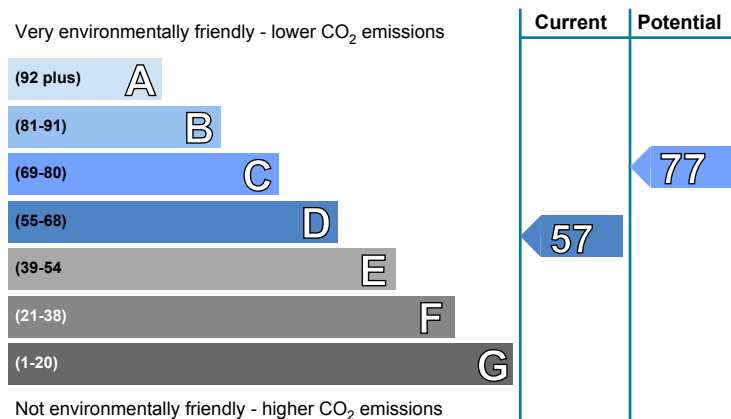 Current Potential
Very environmentally friendly - lower CO₂ emissions
(92 plus) A
(81-91) B
(69-80) C
77
(55-68) D
57
(39-54 E
(21-38) F
(1-20) G
Not environmentally friendly - higher CO₂ emissions